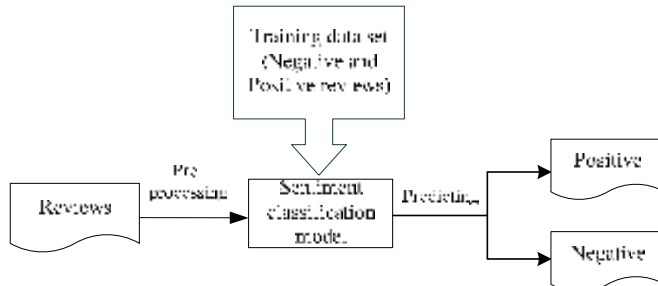 Training data set
(Negative and
Positive reviews)
Pre
processing
Reviews
Sentiment
classification
model
Predicting
Positive
Negative